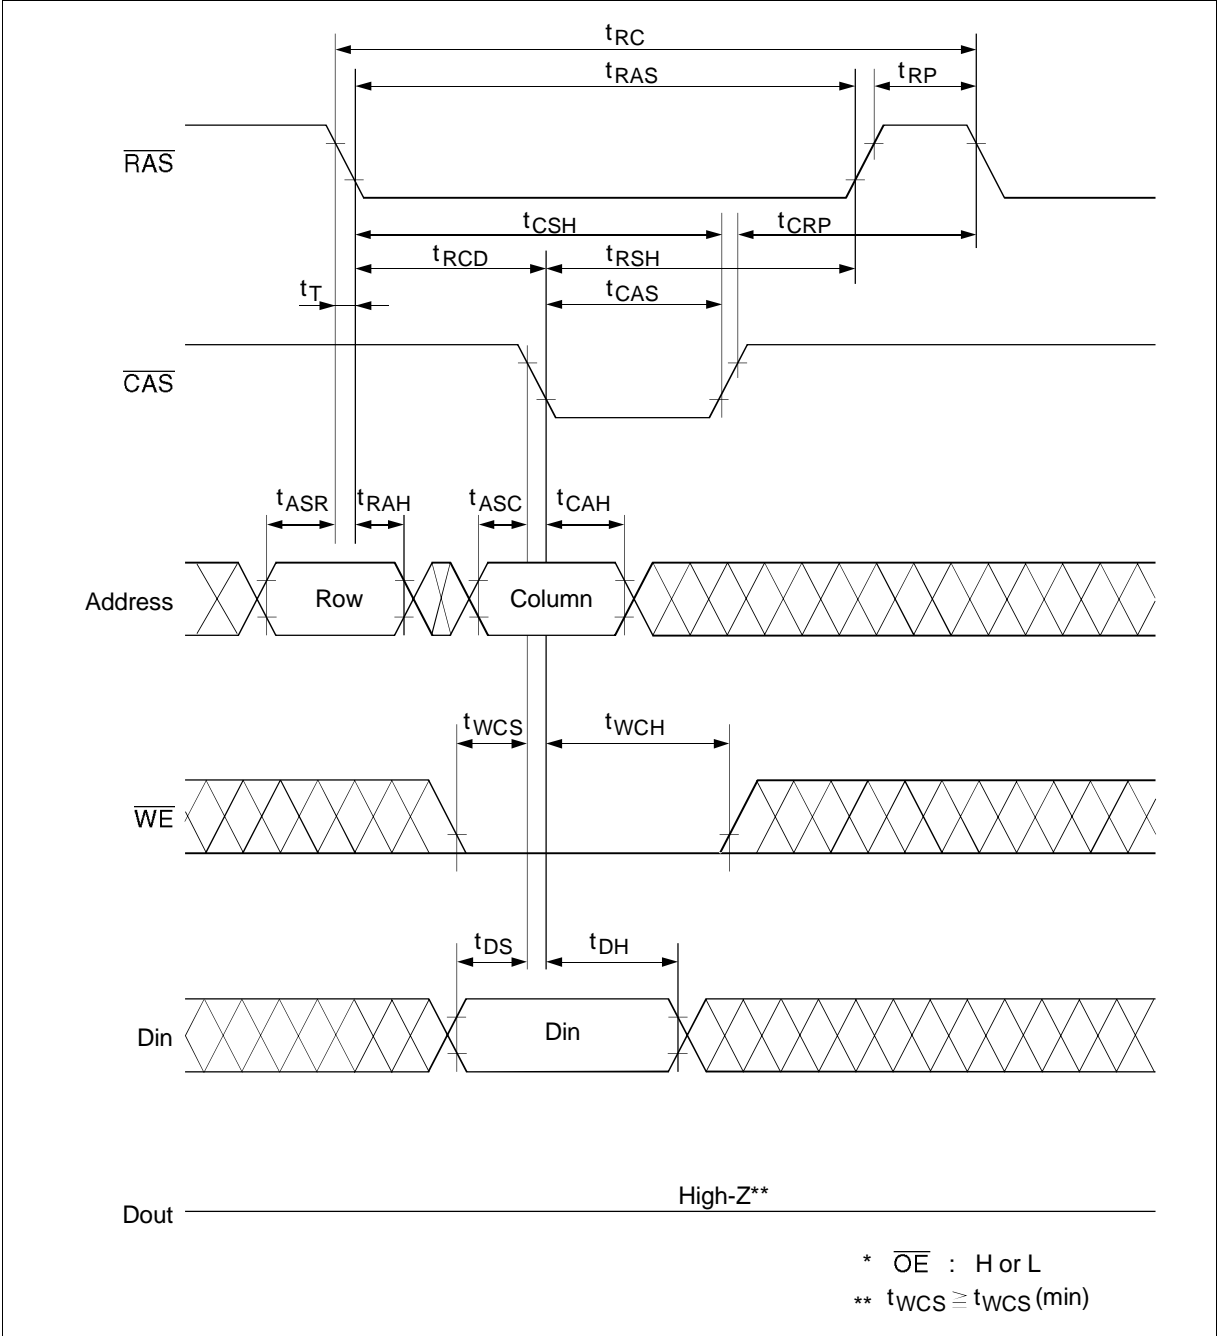 tRC
tRAS
tRP
RAS
tCSH
tCRP
tRCD
tRSH
tT
tCAS
CAS
tASR
tRAH
tASC
tCAH
Address
Row
Column
tWCS
tWCH
WE
tDS
tDH
Din
Din
High-Z**
Dout
* OE : H or L
** tWCS ≧ tWCS (min)